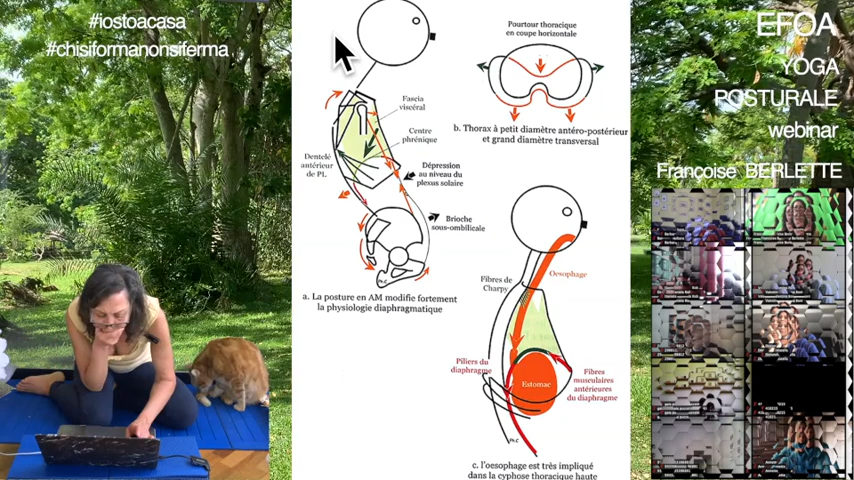 #iostoacasa
#chisiformanonsiferma
Pourtour thoracique
en coupe horizontale
b. Thorax à petit diamètre antéro-postérieur
et grand diamètre transversal
Fascia
viscéral
Centre
phrénique
Dentelé
antérieur
de PL
Dépression
au niveau du
plexus solaire
Brioche
sous-ombilicale
a. La posture en AM modifie fortement
la physiologie diaphragmatique
Fibres de
Charpy
Oesophage
Piliers du
diaphragme
Estomac
Fibres
musculaires
antérieures
du diaphragme
c. l'oesophage est très impliqué
dans la cyphose thoracique haute
EFOA
YOGA
POSTURALE
webinar
Françoise BERLETTE